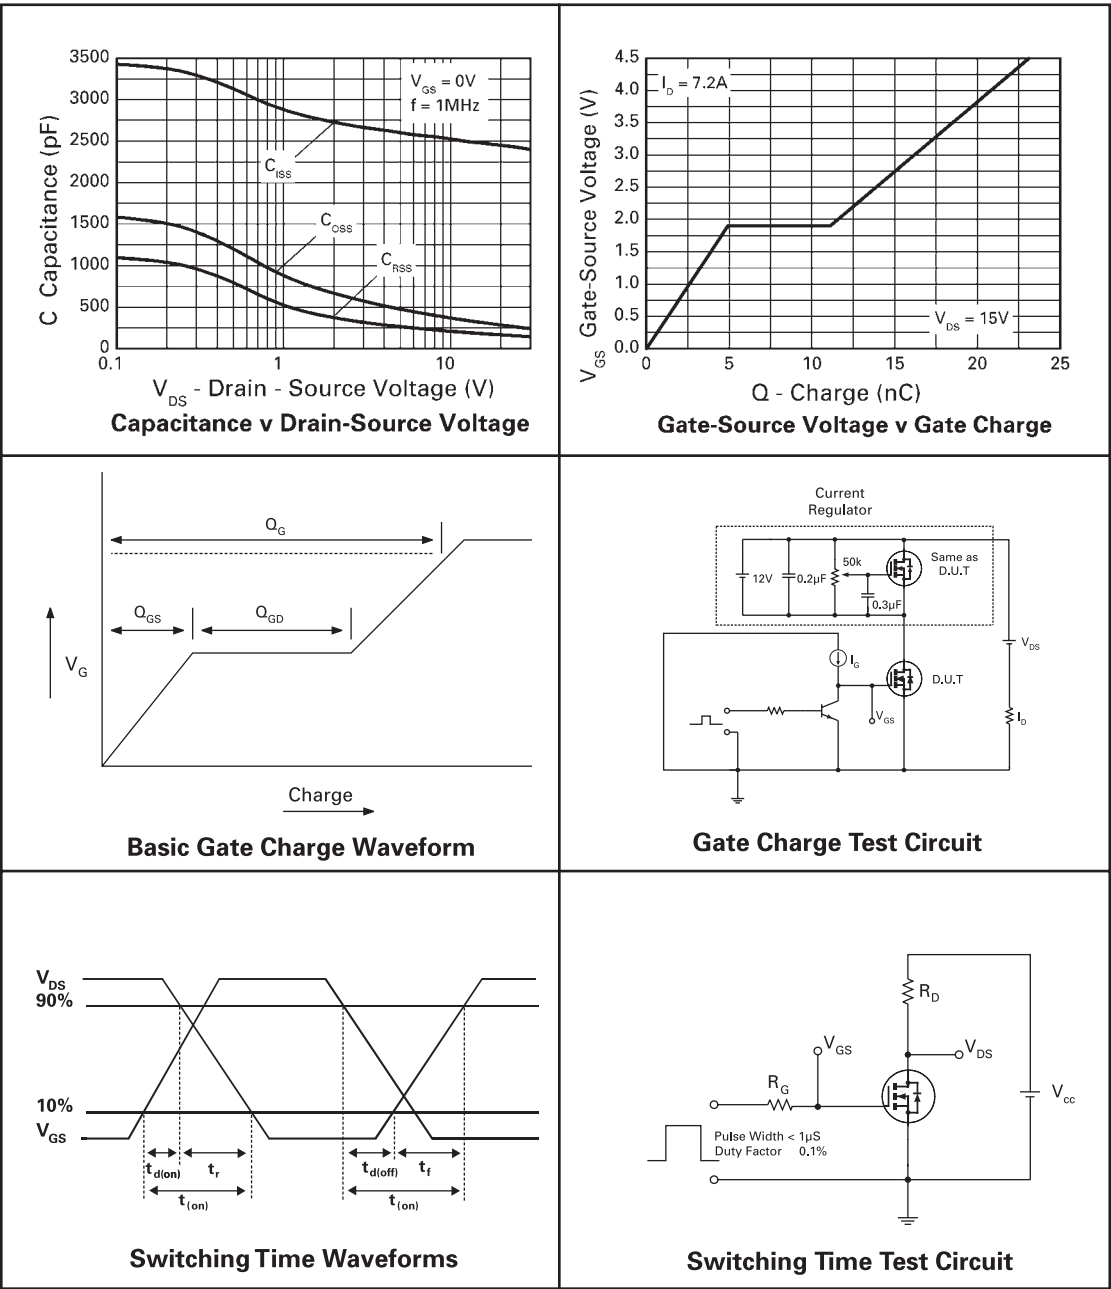 3500
3000
2500
2000
1500
1000
500
0
0.1
1
10
C Capacitance (pF)
V_GS = 0V
f = 1MHz
C_ISS
C_OSS
C_RSS
V_DS - Drain - Source Voltage (V)
Capacitance v Drain-Source Voltage
4.5
4.0
3.5
3.0
2.5
2.0
1.5
1.0
0.5
0.0
0
5
10
15
20
25
V_GS Gate-Source Voltage (V)
I_D = 7.2A
V_DS = 15V
Q - Charge (nC)
Gate-Source Voltage v Gate Charge
Q_G
Q_GS
Q_GD
V_G
Charge
Basic Gate Charge Waveform
Current
Regulator
12V
0.2µF
50k
Same as
D.U.T
0.3µF
I_G
V_DS
D.U.T
V_GS
I_D
Gate Charge Test Circuit
V_DS
90%
10%
V_GS
t_d(on)
t_r
t_d(off)
t_f
t_(on)
t_(on)
Switching Time Waveforms
R_D
V_GS
V_DS
R_G
V_cc
Pulse Width < 1µS
Duty Factor 0.1%
Switching Time Test Circuit